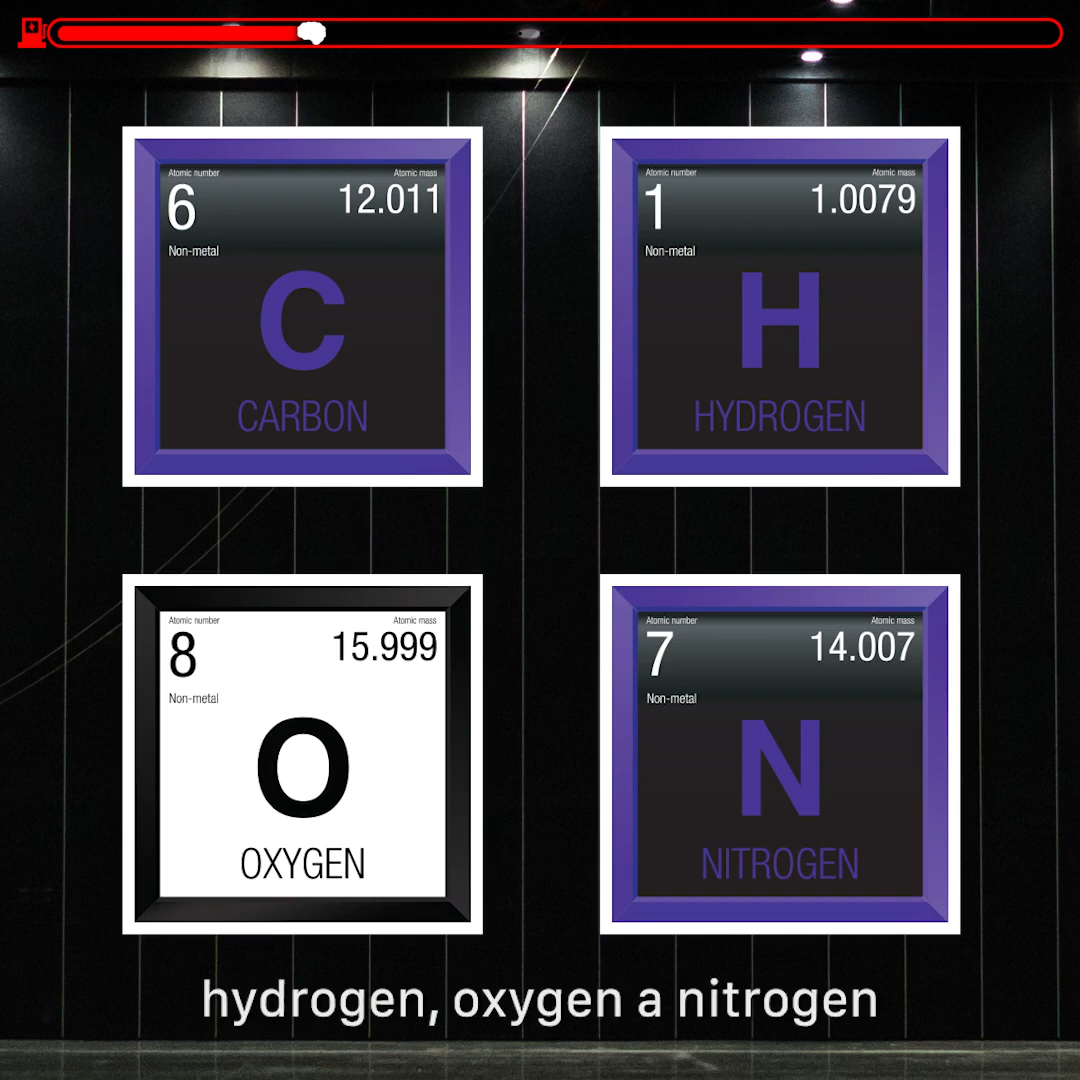 Atomic number
Atomic mass
6
12.011
Non-metal
C
CARBON
Atomic number
Atomic mass
1
1.0079
Non-metal
H
HYDROGEN
Atomic number
Atomic mass
8
15.999
Non-metal
O
OXYGEN
Atomic number
Atomic mass
7
14.007
Non-metal
N
NITROGEN
hydrogen, oxygen a nitrogen